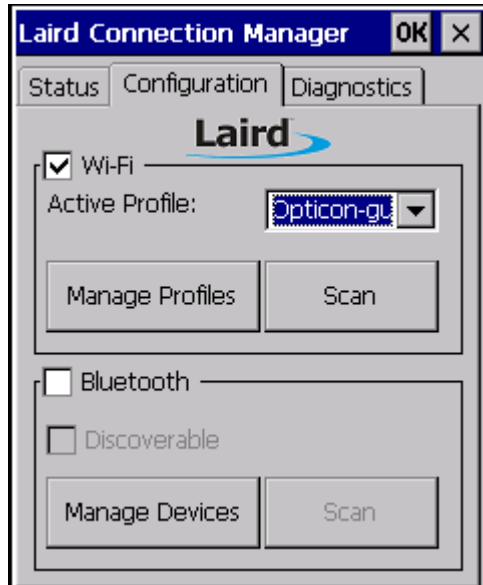 Laird Connection Manager OK ×
Status Configuration Diagnostics
Laird
Wi-Fi
Active Profile: Opticon-gu
Manage Profiles Scan
Bluetooth
Discoverable
Manage Devices Scan